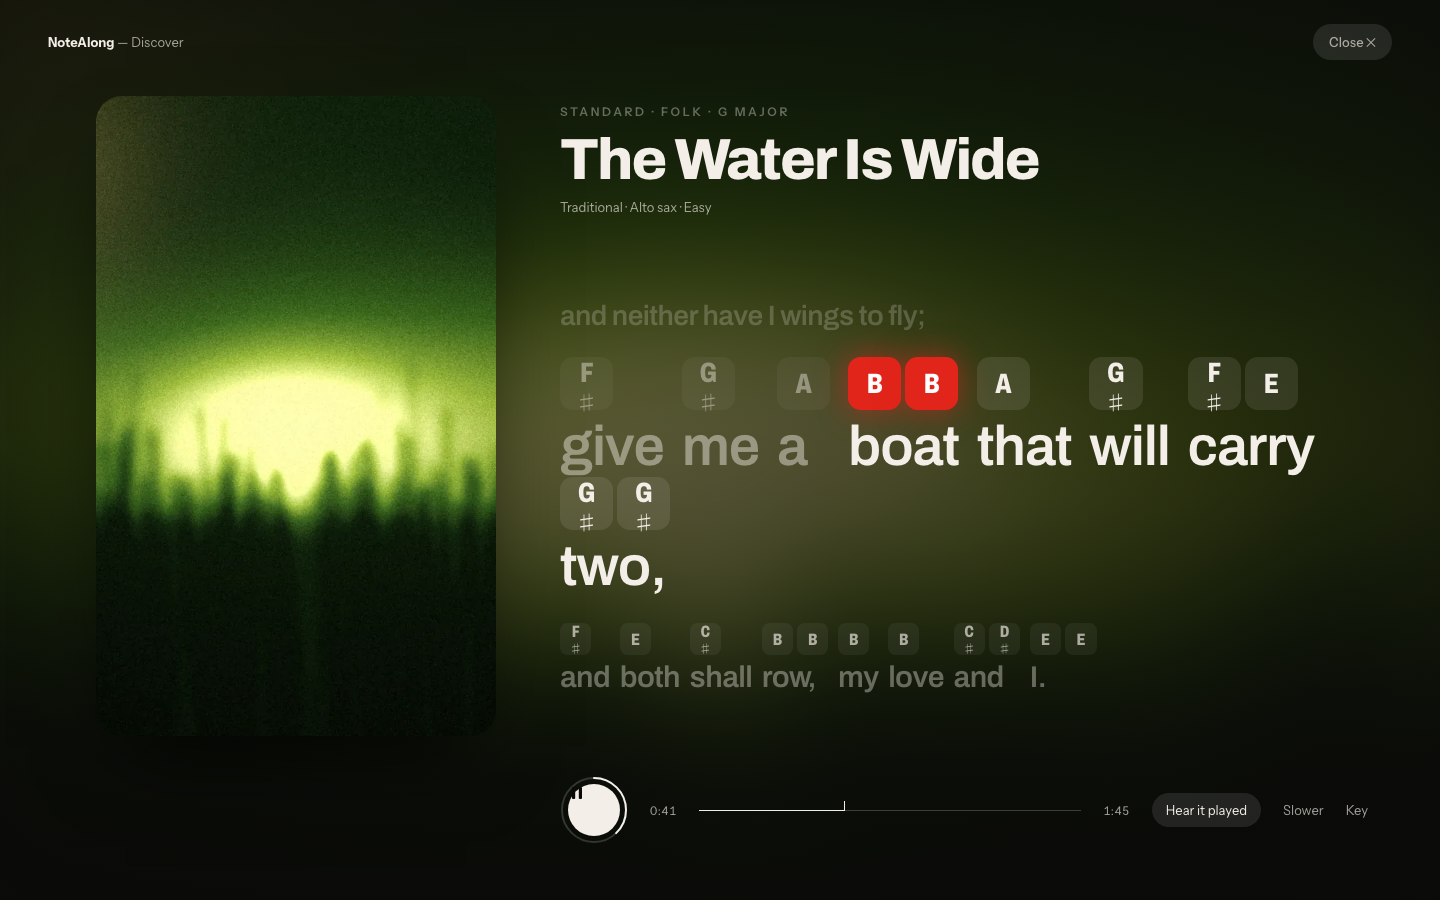 NoteAlong — Discover
Close ×
STANDARD · FOLK · G MAJOR
The Water Is Wide
Traditional · Alto sax · Easy
and neither have I wings to fly;
F♯ G♯ A B B A G♯ F♯ E
give me a boat that will carry
G♯ G♯
two,
F♯ E C♯ B B B B C♯ D♯ E E
and both shall row, my love and I.
0:41 1:45 Hear it played Slower Key